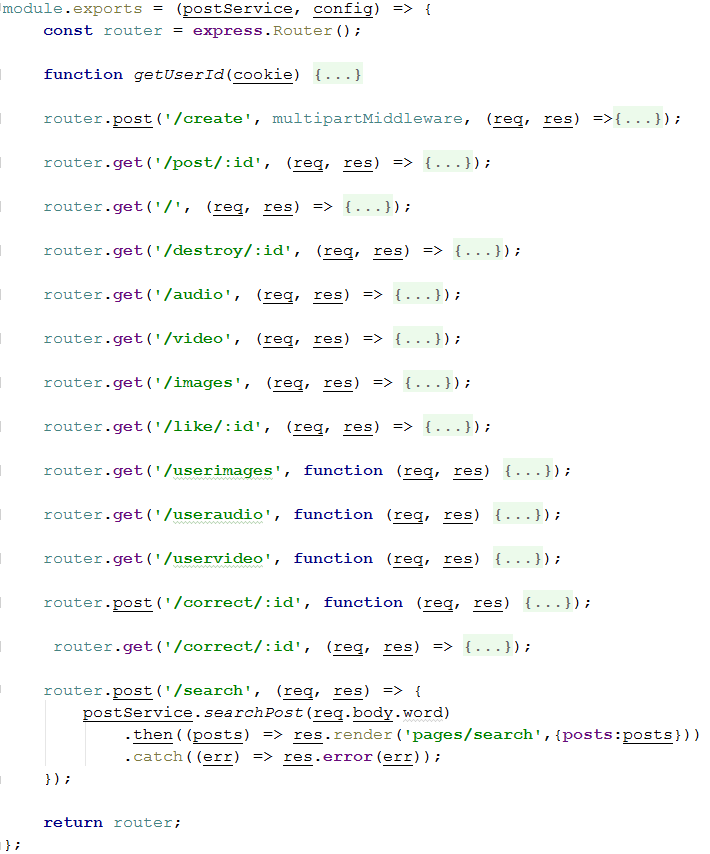 module.exports = (postService, config) => {
    const router = express.Router();
    function getUserId(cookie) {...}
    router.post('/create', multipartMiddleware, (req, res) =>{...});
    router.get('/post/:id', (req, res) => {...});
    router.get('/', (req, res) => {...});
    router.get('/destroy/:id', (req, res) => {...});
    router.get('/audio', (req, res) => {...});
    router.get('/video', (req, res) => {...});
    router.get('/images', (req, res) => {...});
    router.get('/like/:id', (req, res) => {...});
    router.get('/userimages', function (req, res) {...});
    router.get('/useraudio', function (req, res) {...});
    router.get('/uservideo', function (req, res) {...});
    router.post('/correct/:id', function (req, res) {...});
     router.get('/correct/:id', (req, res) => {...});
    router.post('/search', (req, res) => {
        postService.searchPost(req.body.word)
            .then((posts) => res.render('pages/search',{posts:posts}))
            .catch((err) => res.error(err));
    });
    return router;
};